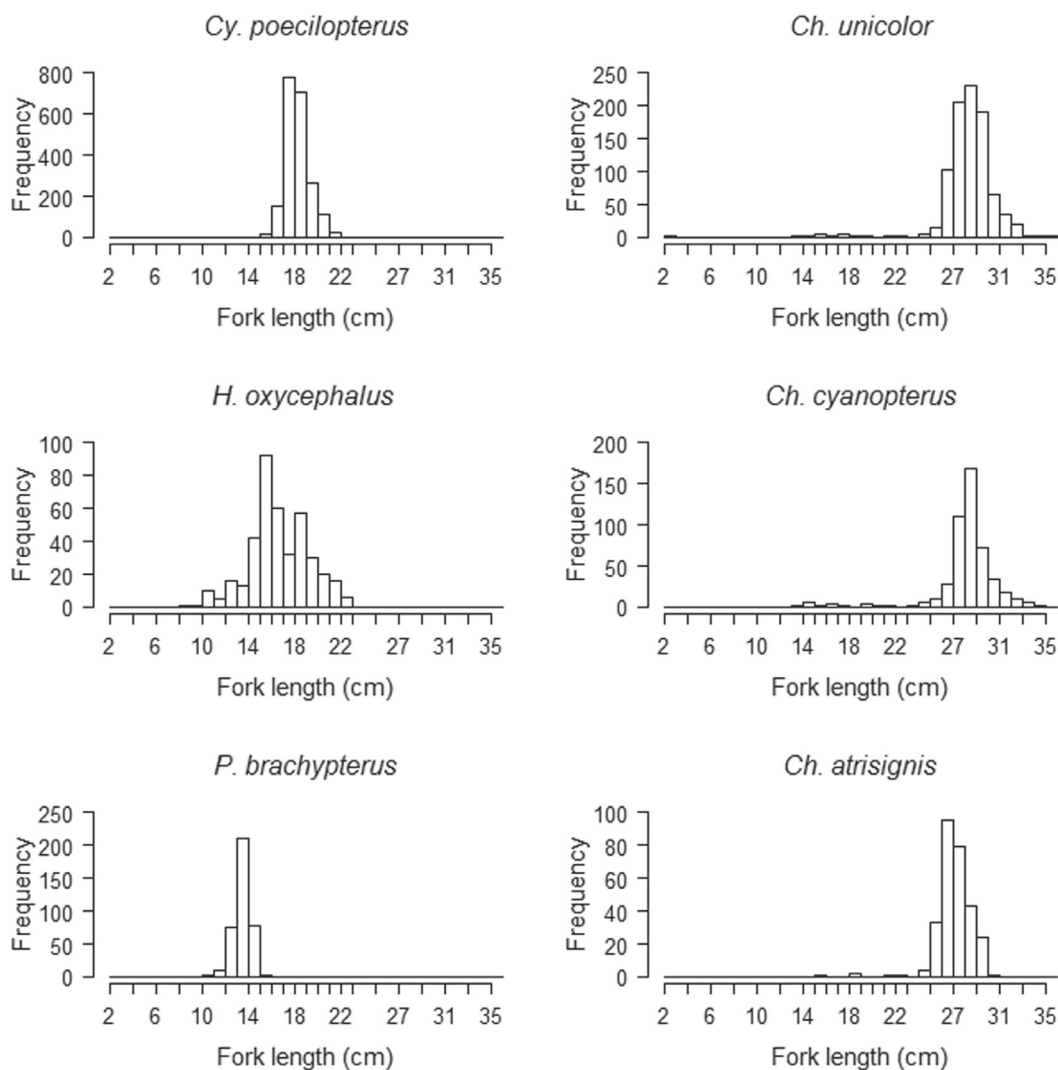 Cy. poecilopterus
Frequency
800
600
400
200
0
2 6 10 14 18 22 27 31 35
Fork length (cm)
Ch. unicolor
Frequency
250
200
150
100
50
0
2 6 10 14 18 22 27 31 35
Fork length (cm)
H. oxycephalus
Frequency
100
80
60
40
20
0
2 6 10 14 18 22 27 31 35
Fork length (cm)
Ch. cyanopterus
Frequency
200
150
100
50
0
2 6 10 14 18 22 27 31 35
Fork length (cm)
P. brachypterus
Frequency
250
200
150
100
50
0
2 6 10 14 18 22 27 31 35
Fork length (cm)
Ch. atrisignis
Frequency
100
80
60
40
20
0
2 6 10 14 18 22 27 31 35
Fork length (cm)